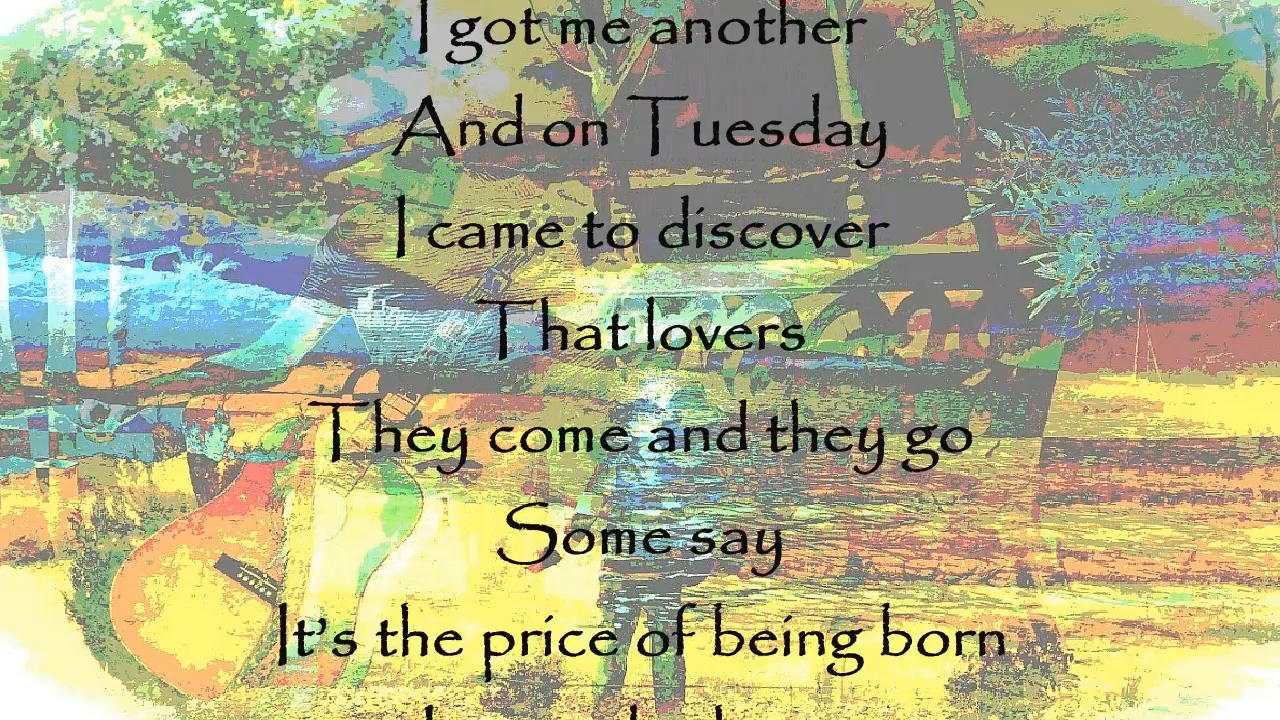 I got me another
And on Tuesday
I came to discover
That lovers
They come and they go
Some say
It's the price of being born